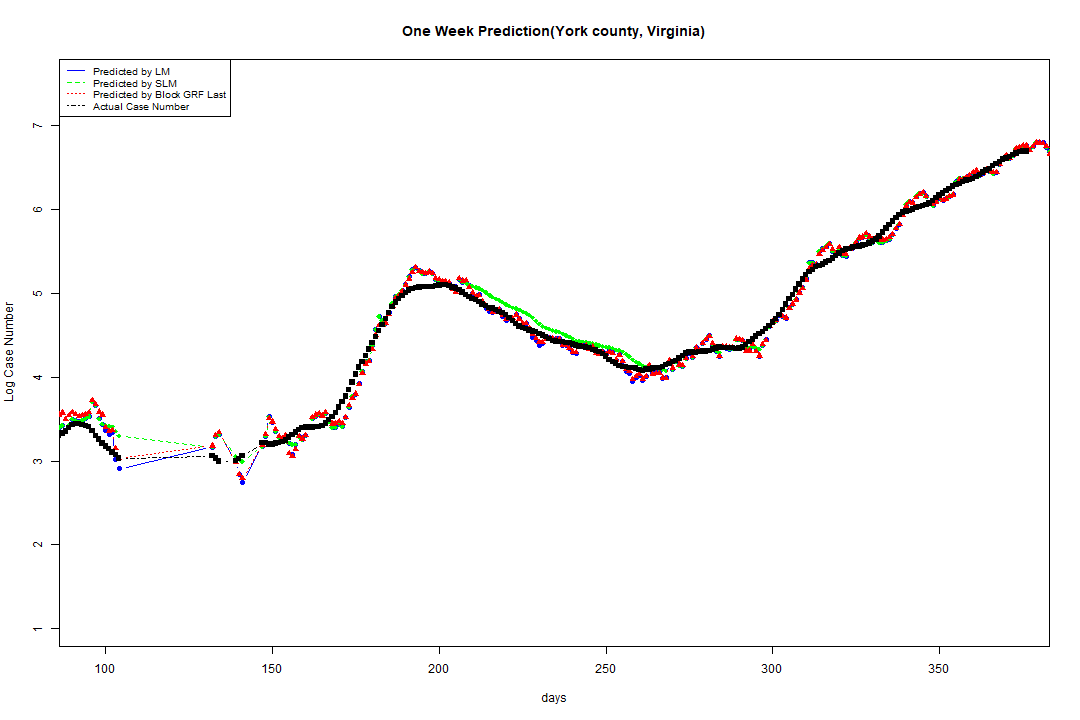 One Week Prediction(York county, Virginia)
Predicted by LM
Predicted by SLM
Predicted by Block GRF Last
Actual Case Number
Log Case Number
7
6
5
4
3
2
1
100 150 200 250 300 350
days